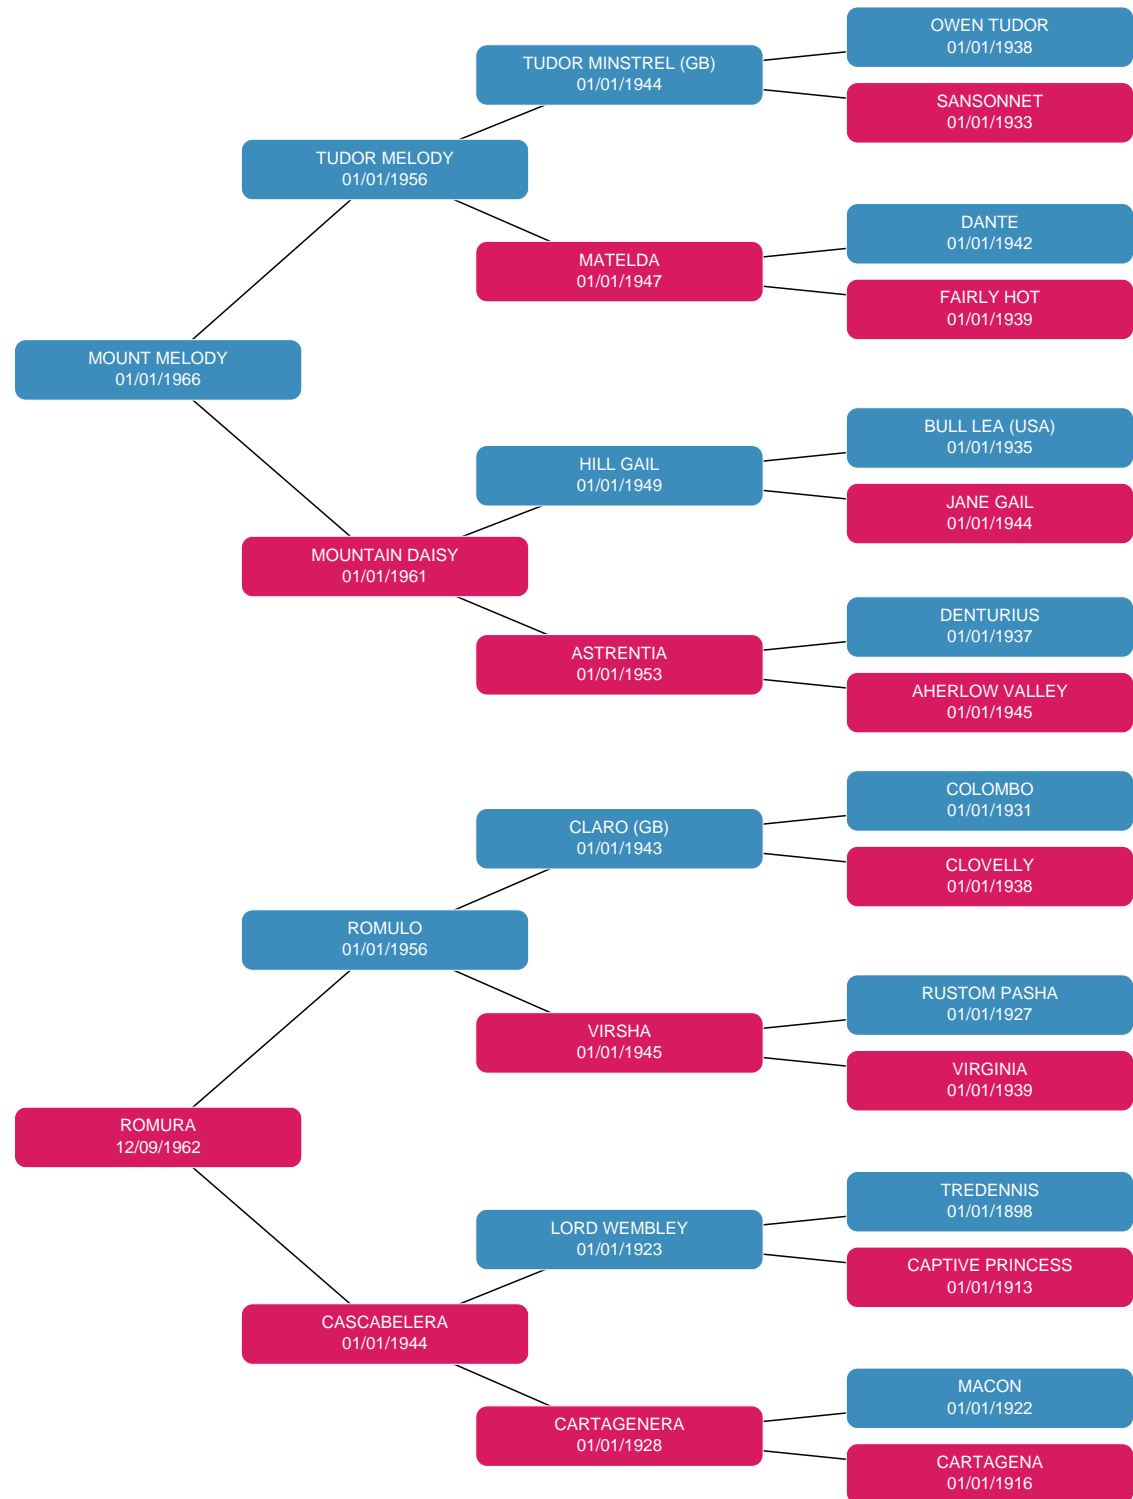 OWEN TUDOR
01/01/1938
TUDOR MINSTREL (GB)
01/01/1944
SANSONNET
01/01/1933
TUDOR MELODY
01/01/1956
DANTE
01/01/1942
MATELDA
01/01/1947
FAIRLY HOT
01/01/1939
MOUNT MELODY
01/01/1966
BULL LEA (USA)
01/01/1935
HILL GAIL
01/01/1949
JANE GAIL
01/01/1944
MOUNTAIN DAISY
01/01/1961
DENTURIUS
01/01/1937
ASTRENTIA
01/01/1953
AHERLOW VALLEY
01/01/1945
COLOMBO
01/01/1931
CLARO (GB)
01/01/1943
CLOVELLY
01/01/1938
ROMULO
01/01/1956
RUSTOM PASHA
01/01/1927
VIRSHA
01/01/1945
VIRGINIA
01/01/1939
ROMURA
12/09/1962
TREDENNIS
01/01/1898
LORD WEMBLEY
01/01/1923
CAPTIVE PRINCESS
01/01/1913
CASCABELERA
01/01/1944
MACON
01/01/1922
CARTAGENERA
01/01/1928
CARTAGENA
01/01/1916